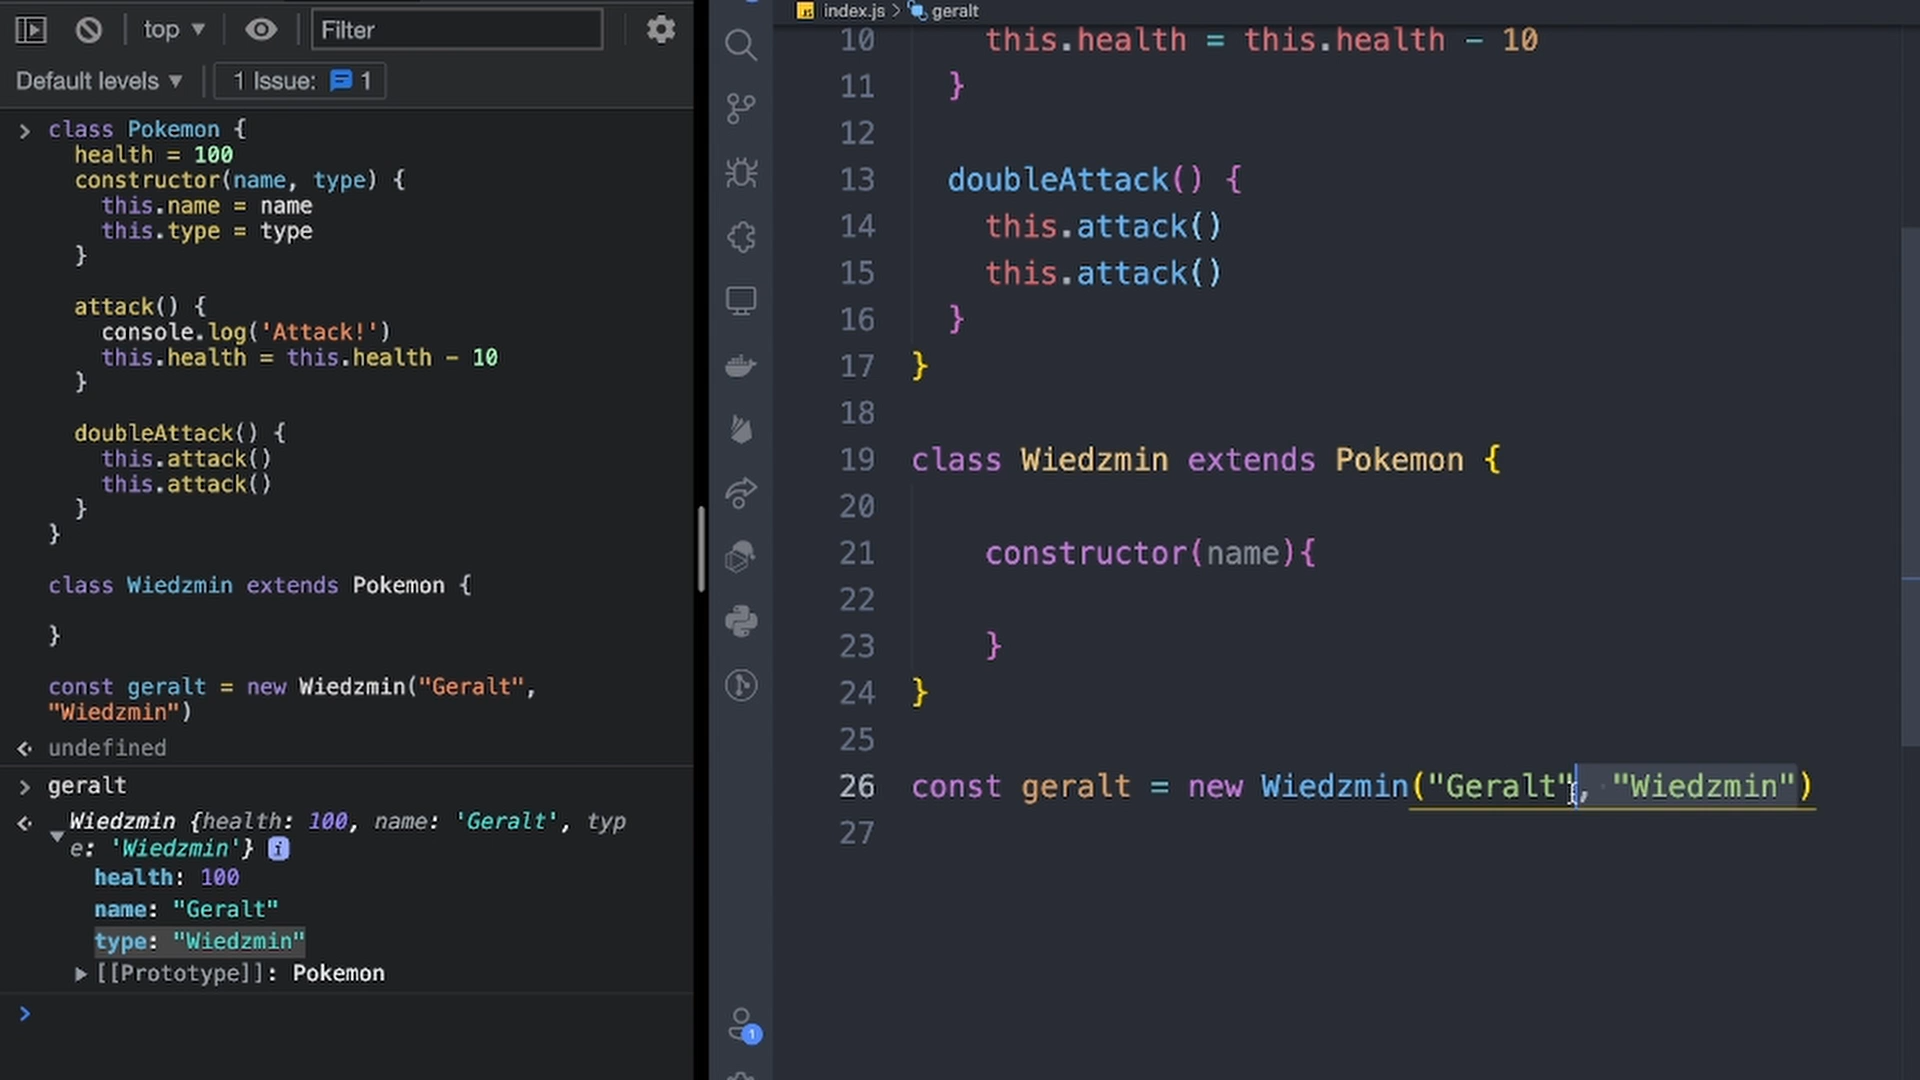 top ▼
Filter
Default levels ▼
1 Issue: 1
class Pokemon {
health = 100
constructor(name, type) {
this.name = name
this.type = type
}
attack() {
console.log('Attack!')
this.health = this.health - 10
}
doubleAttack() {
this.attack()
this.attack()
}
}
class Wiedzmin extends Pokemon {
}
const geralt = new Wiedzmin("Geralt",
"Wiedzmin")
undefined
geralt
Wiedzmin {health: 100, name: 'Geralt', typ
e: 'Wiedzmin'} i
health: 100
name: "Geralt"
type: "Wiedzmin"
[[Prototype]]: Pokemon
index.js > geralt
10 this.health = this.health - 10
11 }
12
13 doubleAttack() {
14 this.attack()
15 this.attack()
16 }
17 }
18
19 class Wiedzmin extends Pokemon {
20
21 constructor(name){
22
23 }
24 }
25
26 const geralt = new Wiedzmin("Geralt", "Wiedzmin")
27
1